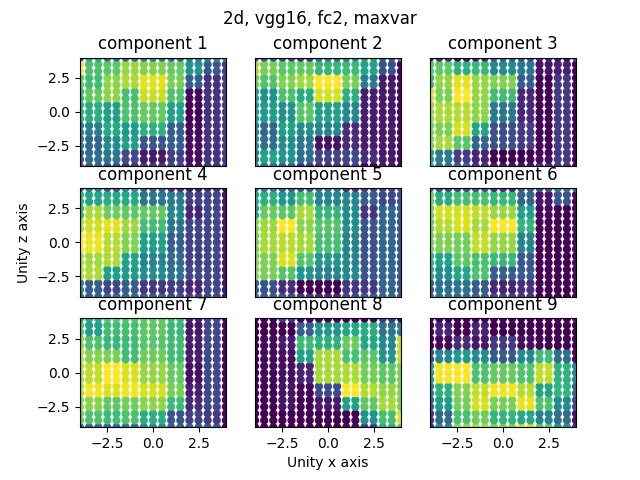 2d, vgg16, fc2, maxvar
component 1 component 2 component 3
2.5
0.0
−2.5
component 4 component 5 component 6
2.5
0.0
−2.5
Unity z axis
component 7 component 8 component 9
2.5
0.0
−2.5
−2.5 0.0 2.5 −2.5 0.0 2.5 −2.5 0.0 2.5
Unity x axis